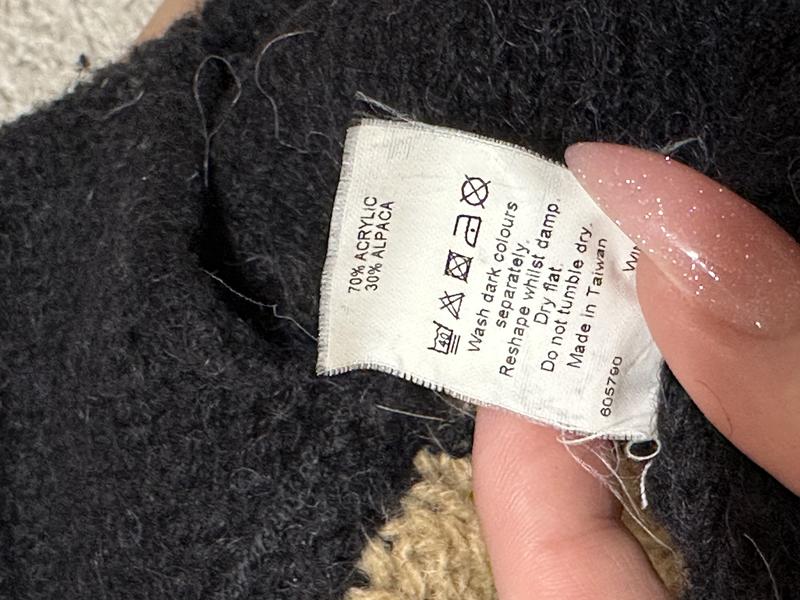 70% ACRYLIC
30% ALPACA
40
Wash dark colours
separately.
Reshape whilst damp.
Dry flat.
Do not tumble dry.
Made in Taiwan
605790